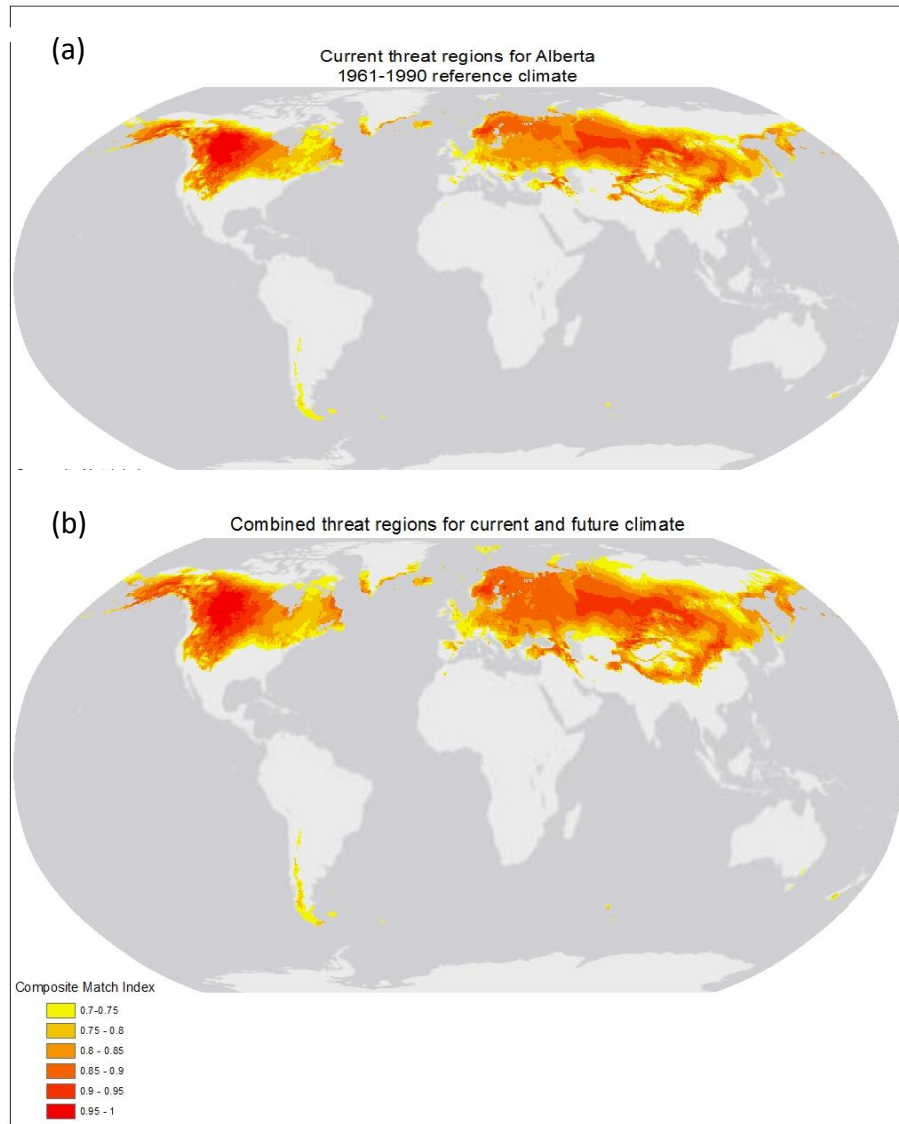 (a)
Current threat regions for Alberta
1961-1990 reference climate
(b)
Combined threat regions for current and future climate
Composite Match Index
0.7-0.75
0.75 - 0.8
0.8 - 0.85
0.85 - 0.9
0.9 - 0.95
0.95 - 1